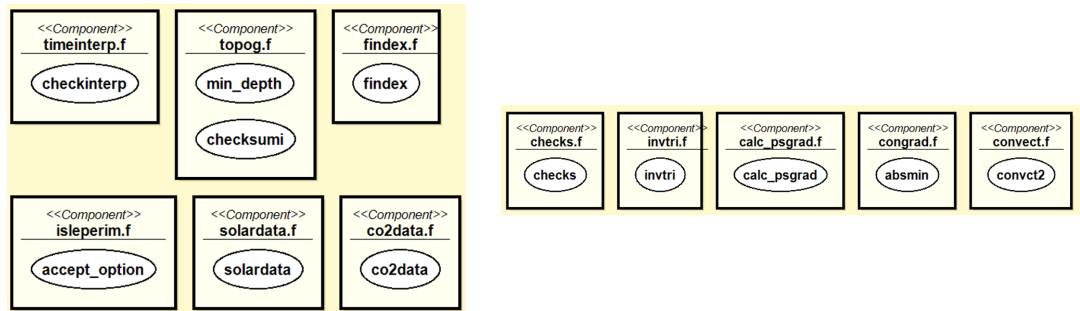 <<Component>>
timeinterp.f
checkinterp
<<Component>>
topog.f
min_depth
checksumi
<<Component>>
findex.f
findex
<<Component>>
isleperim.f
accept_option
<<Component>>
solardata.f
solardata
<<Component>>
co2data.f
co2data
<<Component>>
checks.f
checks
<<Component>>
invtri.f
invtri
<<Component>>
calc_psgrad.f
calc_psgrad
<<Component>>
congrad.f
absmin
<<Component>>
convect.f
convct2